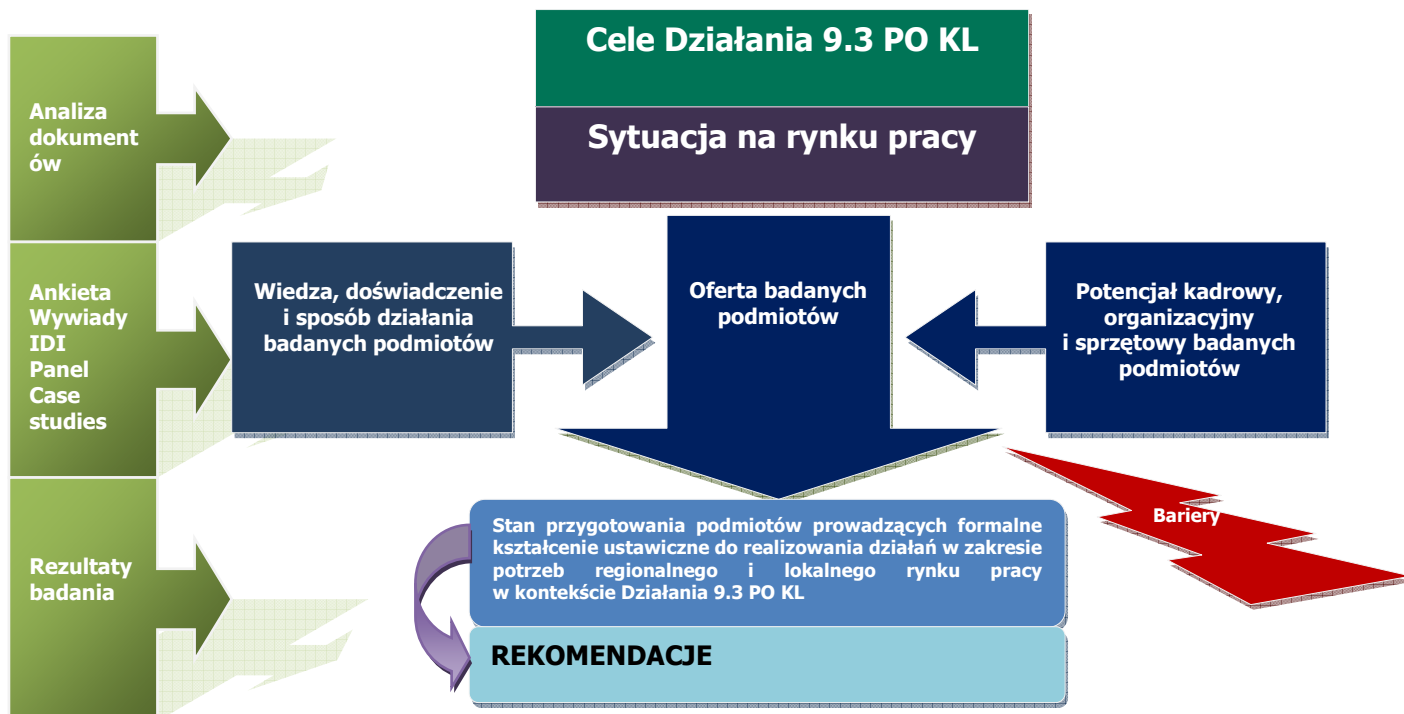 Cele Działania 9.3 PO KL
Sytuacja na rynku pracy
Analiza
dokument
ów
Ankieta
Wywiady
IDI
Panel
Case
studies
Wiedza, doświadczenie
i sposób działania
badanych podmiotów
Oferta badanych
podmiotów
Potencjał kadrowy,
organizacyjny
i sprzętowy badanych
podmiotów
Bariery
Rezultaty
badania
Stan przygotowania podmiotów prowadzących formalne
kształcenie ustawiczne do realizowania działań w zakresie
potrzeb regionalnego i lokalnego rynku pracy
w kontekście Działania 9.3 PO KL
REKOMENDACJE